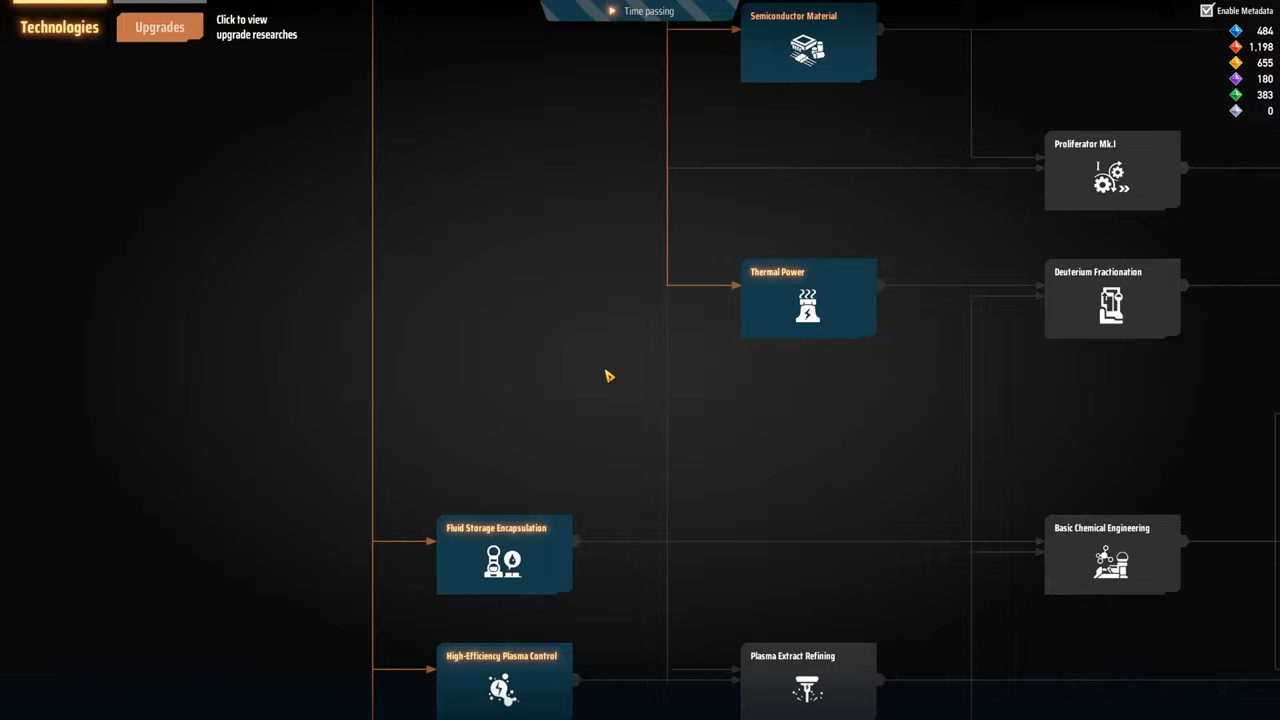 Technologies
Upgrades
Click to view
upgrade researches
Time passing
Enable Metadata
484
1,198
655
180
383
0
Semiconductor Material
Proliferator Mk.I
I
Thermal Power
Deuterium Fractionation
Fluid Storage Encapsulation
Basic Chemical Engineering
High-Efficiency Plasma Control
Plasma Extract Refining